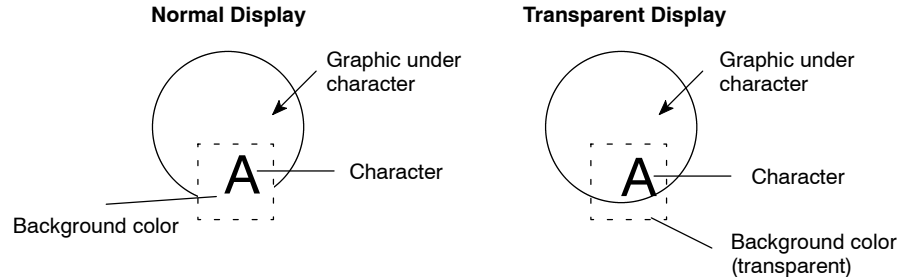 Normal Display
Graphic under
character
A
Character
Background color
Transparent Display
Graphic under
character
A
Character
Background color
(transparent)